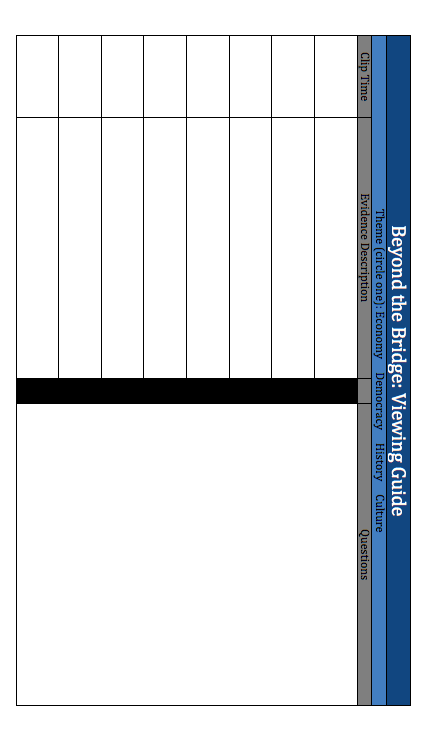 Beyond the Bridge: Viewing Guide
Theme (circle one): Economy Democracy History Culture
Clip Time Evidence Description Questions